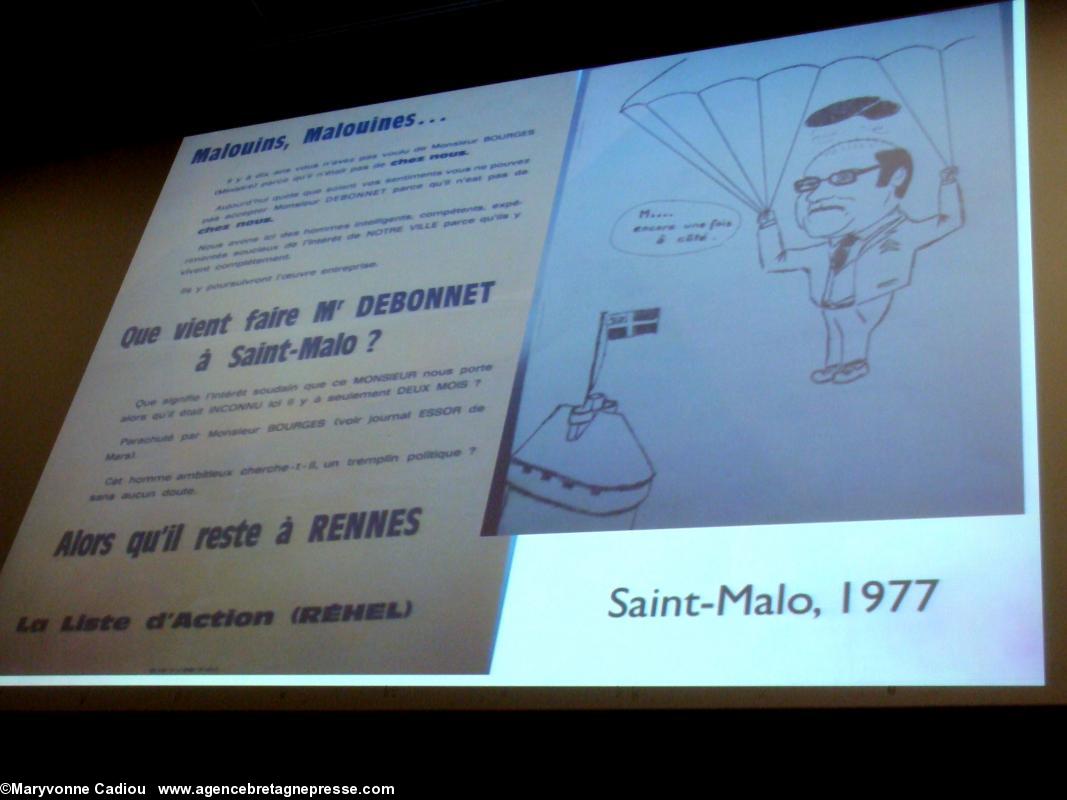 Malouins, Malouines...
Il y a dix ans vous n'avez pas voulu de Monsieur BOURGES
(Ministre) parce qu'il n'était pas de chez nous.
Aujourd'hui quels que soient vos sentiments vous ne pouvez
pas accepter Monsieur DEBONNET parce qu'il n'est pas de
chez nous.
Nous avons ici des hommes intelligents, compétents, expé-
rimentés soucieux de l'intérêt de NOTRE VILLE parce qu'ils y
vivent complètement.
Ils y poursuivront l'œuvre entreprise.
Que vient faire Mr DEBONNET
à Saint-Malo ?
Que signifie l'intérêt soudain que ce MONSIEUR nous porte
alors qu'il était INCONNU ici il y à seulement DEUX MOIS ?
Parachuté par Monsieur BOURGES (voir journal ESSOR de
Mars).
Cet homme ambitieux cherche-t-il, un tremplin politique ?
sans aucun doute.
Alors qu'il reste à RENNES
La Liste d'Action (RÉHEL)
M....
encore une fois
à côté.
Saint-Malo, 1977
©Maryvonne Cadiou www.agencebretagnepresse.com